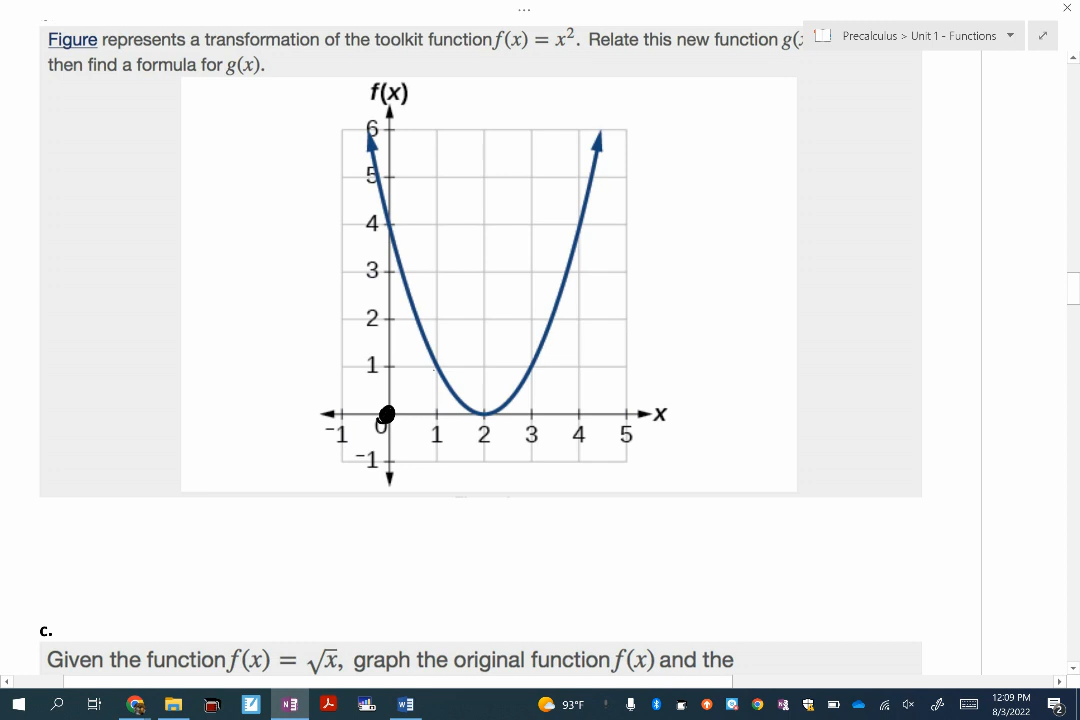 ...
Figure represents a transformation of the toolkit function f(x) = x². Relate this new function g(
Precalculus > Unit 1 - Functions
then find a formula for g(x).
f(x)
6
5
4
3
2
1
x
−1 0 1 2 3 4 5
−1
c.
Given the function f(x) = √x, graph the original function f(x) and the
93°F
12:09 PM
8/3/2022
2